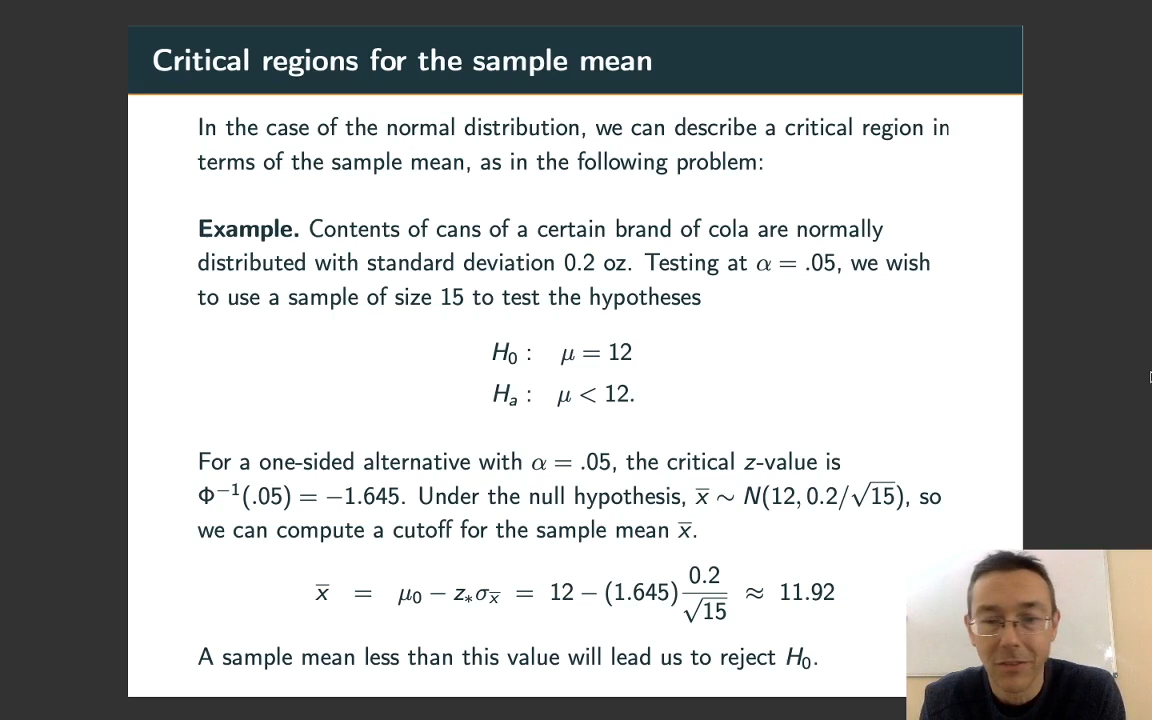 Critical regions for the sample mean
In the case of the normal distribution, we can describe a critical region in
terms of the sample mean, as in the following problem:
Example. Contents of cans of a certain brand of cola are normally
distributed with standard deviation 0.2 oz. Testing at α = .05, we wish
to use a sample of size 15 to test the hypotheses
H₀ : μ = 12
Hₐ : μ < 12.
For a one-sided alternative with α = .05, the critical z-value is
Φ⁻¹(.05) = −1.645. Under the null hypothesis, x̅ ∼ N(12, 0.2/√15), so
we can compute a cutoff for the sample mean x̅.
x̅ = μ₀ − z∗σx̅ = 12 − (1.645) 0.2/√15 ≈ 11.92
A sample mean less than this value will lead us to reject H₀.